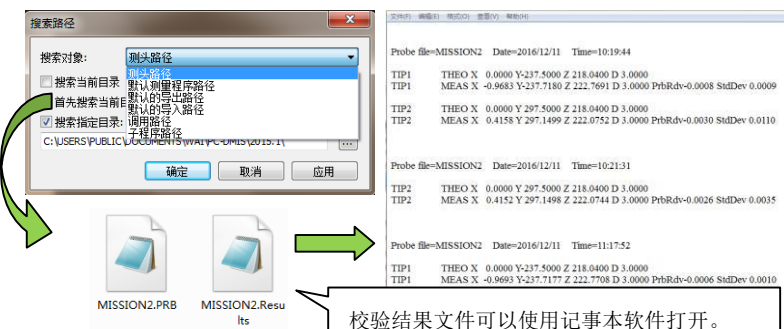 搜索路径
搜索对象:
测头路径
测头路径
默认测量程序路径
默认的导出路径
默认的导入路径
调用路径
子程序路径
搜索当前目录
首先搜索当前目
搜索指定目录:
C:\USERS\PUBLIC\DOCUMENTS\WAI\PC-DMIS\2015.1\
...
确定
取消
应用
MISSION2.PRB
MISSION2.Resu
lts
文件(F) 编辑(E) 格式(O) 查看(V) 帮助(H)
Probe file=MISSION2 Date=2016/12/11 Time=10:19:44
TIP1 THEO X 0.0000 Y-237.5000 Z 218.0400 D 3.0000
TIP1 MEAS X -0.9683 Y-237.7180 Z 222.7691 D 3.0000 PrbRdv-0.0008 StdDev 0.0009
TIP2 THEO X 0.0000 Y 297.5000 Z 218.0400 D 3.0000
TIP2 MEAS X 0.4158 Y 297.1499 Z 222.0752 D 3.0000 PrbRdv-0.0030 StdDev 0.0110
Probe file=MISSION2 Date=2016/12/11 Time=10:21:31
TIP2 THEO X 0.0000 Y 297.5000 Z 218.0400 D 3.0000
TIP2 MEAS X 0.4152 Y 297.1498 Z 222.0744 D 3.0000 PrbRdv-0.0026 StdDev 0.0035
Probe file=MISSION2 Date=2016/12/11 Time=11:17:52
TIP1 THEO X 0.0000 Y-237.5000 Z 218.0400 D 3.0000
TIP1 MEAS X -0.9693 Y-237.7177 Z 222.7708 D 3.0000 PrbRdv-0.0006 StdDev 0.0010
校验结果文件可以使用记事本软件打开。